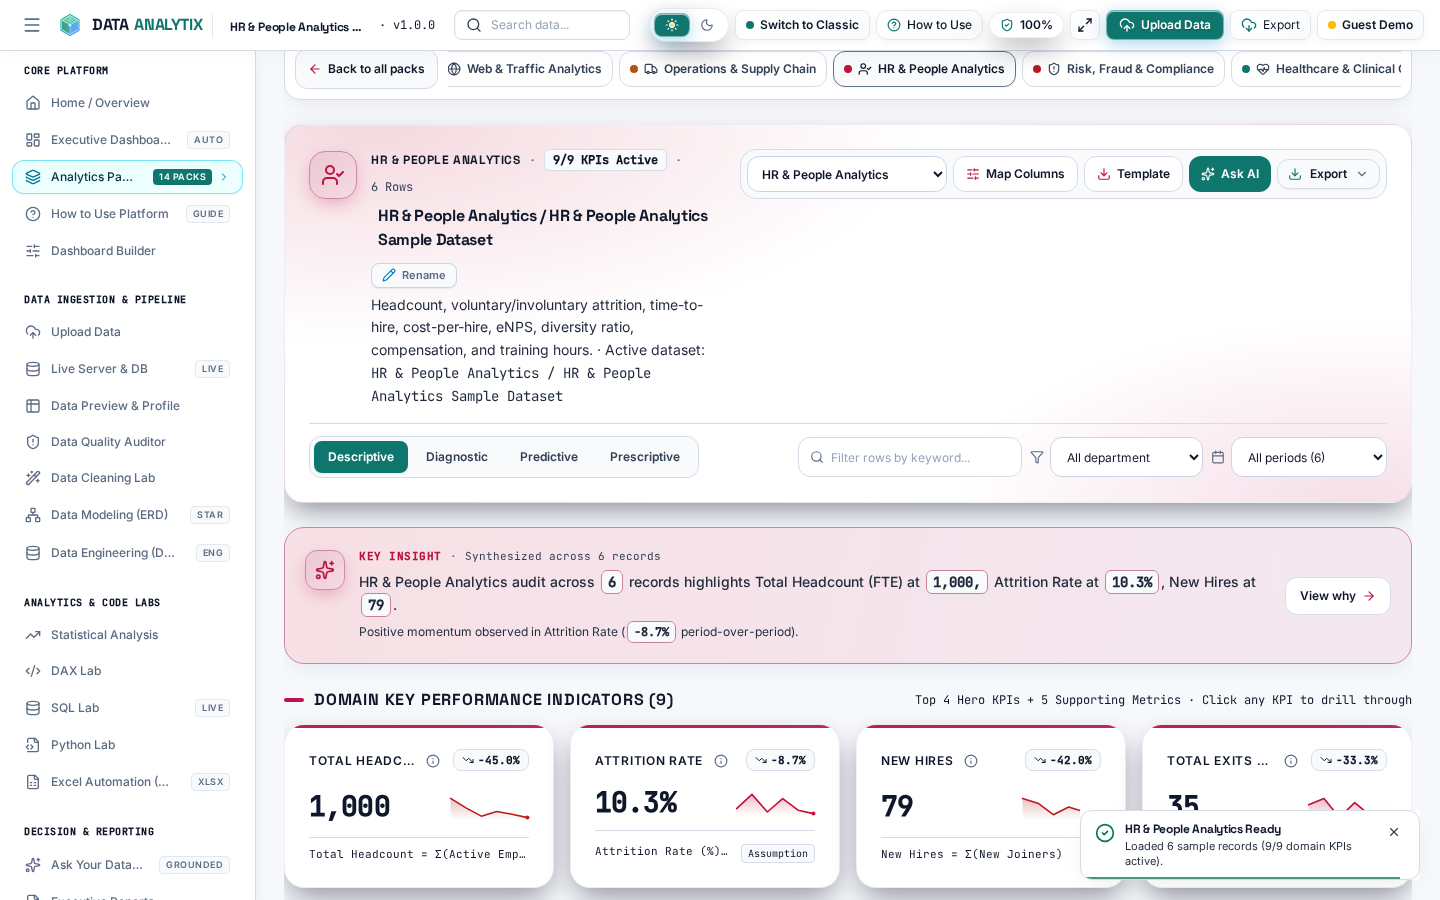 DATA ANALYTIX
HR & People Analytics ...
· v1.0.0
Search data...
Switch to Classic
How to Use
100%
Upload Data
Export
Guest Demo
CORE PLATFORM
Home / Overview
Executive Dashboa... AUTO
Analytics Pa... 14 PACKS
How to Use Platform GUIDE
Dashboard Builder
DATA INGESTION & PIPELINE
Upload Data
Live Server & DB LIVE
Data Preview & Profile
Data Quality Auditor
Data Cleaning Lab
Data Modeling (ERD) STAR
Data Engineering (D... ENG
ANALYTICS & CODE LABS
Statistical Analysis
DAX Lab
SQL Lab LIVE
Python Lab
Excel Automation (... XLSX
DECISION & REPORTING
Ask Your Data... GROUNDED
Executive Reports
Back to all packs
Web & Traffic Analytics
Operations & Supply Chain
HR & People Analytics
Risk, Fraud & Compliance
Healthcare & Clinical
HR & PEOPLE ANALYTICS · 9/9 KPIs Active ·
6 Rows
HR & People Analytics / HR & People Analytics
Sample Dataset
Rename
Headcount, voluntary/involuntary attrition, time-to-
hire, cost-per-hire, eNPS, diversity ratio,
compensation, and training hours. · Active dataset:
HR & People Analytics / HR & People
Analytics Sample Dataset
HR & People Analytics
Map Columns
Template
Ask AI
Export
Descriptive
Diagnostic
Predictive
Prescriptive
Filter rows by keyword...
All department
All periods (6)
KEY INSIGHT · Synthesized across 6 records
HR & People Analytics audit across 6 records highlights Total Headcount (FTE) at 1,000, Attrition Rate at 10.3%, New Hires at
79.
Positive momentum observed in Attrition Rate (-8.7% period-over-period).
View why
DOMAIN KEY PERFORMANCE INDICATORS (9)
Top 4 Hero KPIs + 5 Supporting Metrics · Click any KPI to drill through
TOTAL HEADC... -45.0%
1,000
Total Headcount = Σ(Active Emp...
ATTRITION RATE -8.7%
10.3%
Attrition Rate (%)... Assumption
NEW HIRES -42.0%
79
New Hires = Σ(New Joiners)
TOTAL EXITS ... -33.3%
35
HR & People Analytics Ready
Loaded 6 sample records (9/9 domain KPIs
active).